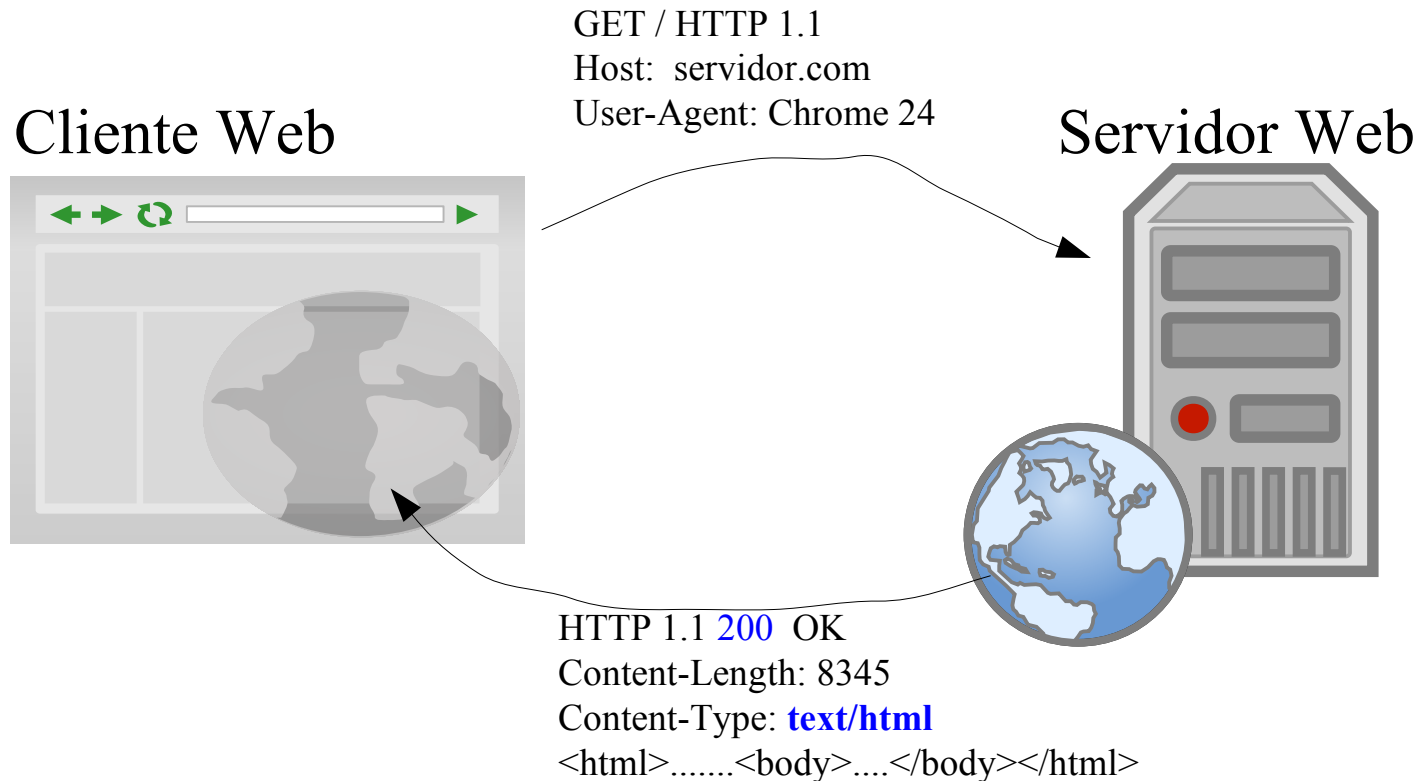 GET / HTTP 1.1
Host:  servidor.com
User-Agent: Chrome 24
Cliente Web
Servidor Web
HTTP 1.1 200  OK
Content-Length: 8345
Content-Type: text/html
<html>.......<body>....</body></html>